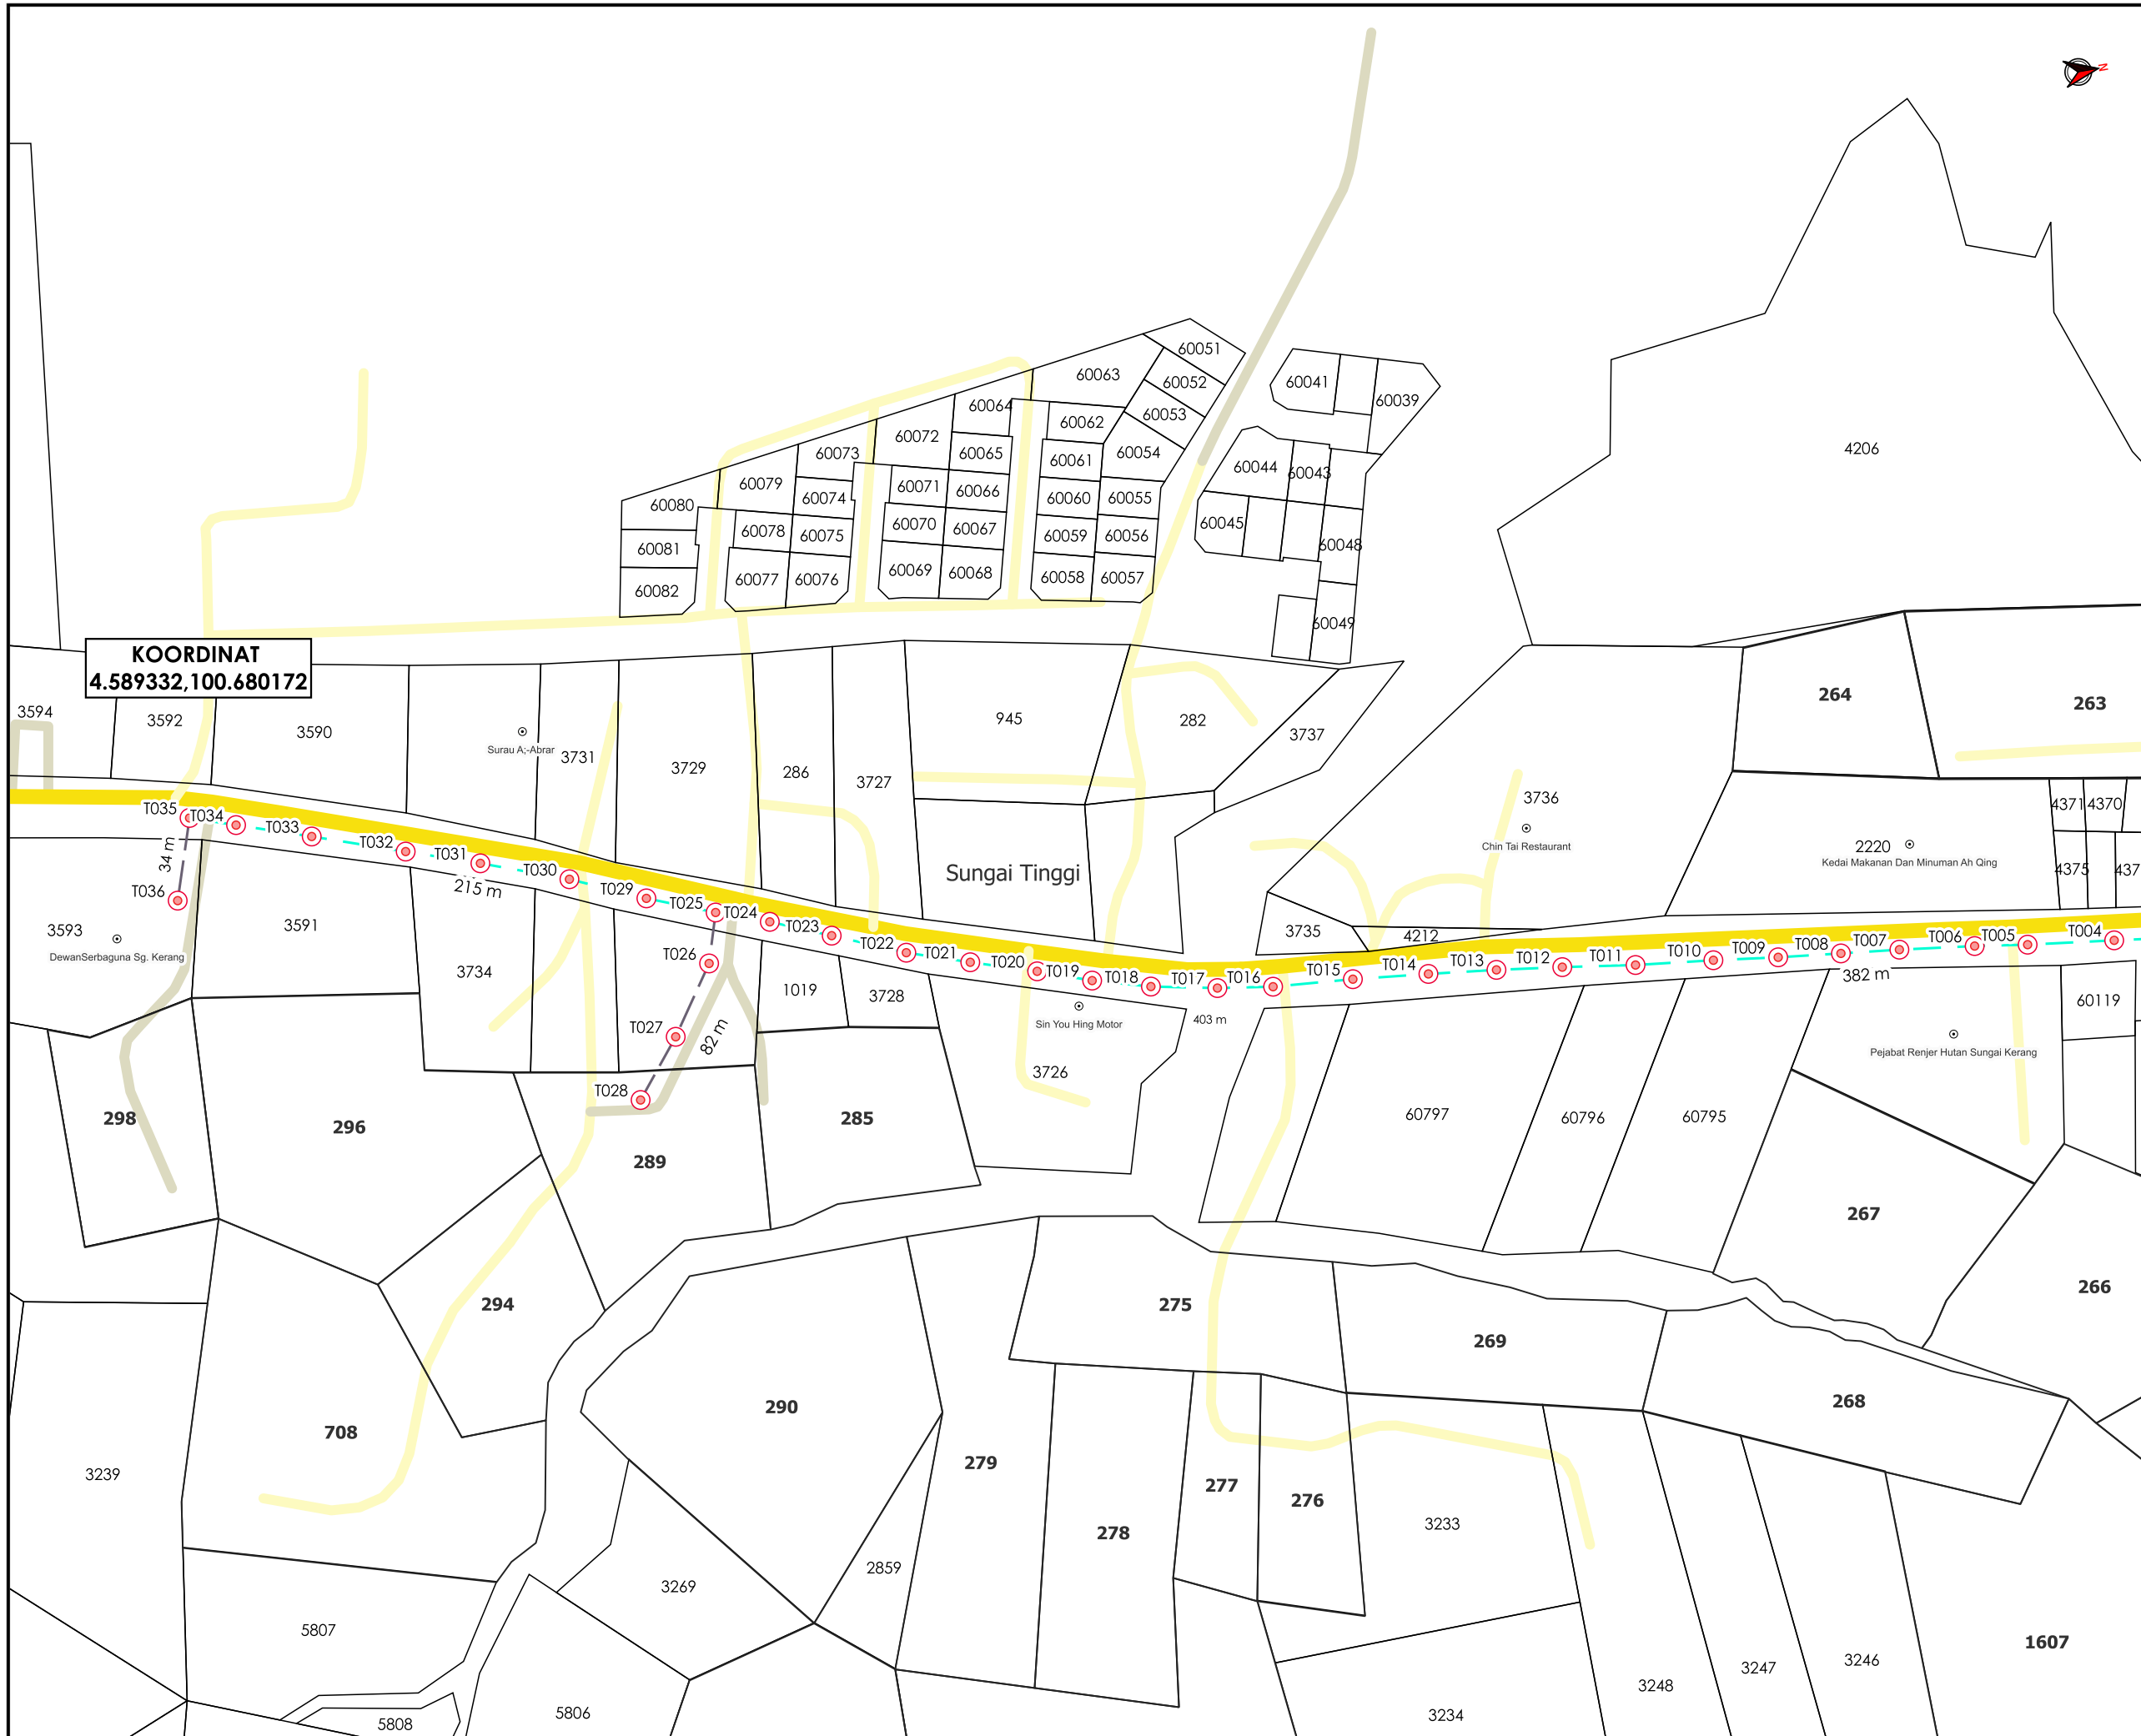 N
60051
60063
60052
60041
60039
60064
60053
60062
60072
60054
4206
60073
60065
60061
60044
60043
60079
60071
60066
60060
60055
60074
60080
60045
60070
60067
60078
60075
60059
60056
60048
60081
60069
60068
60077
60076
60058
60057
60082
60049
KOORDINAT
4.589332,100.680172
3594
3592
3590
Surau A;-Abrar
3731
3729
286
3727
945
282
3737
264
263
3736
Chin Tai Restaurant
2220
Kedai Makanan Dan Minuman Ah Qing
4371
4370
4375
437
Sungai Tinggi
T035
T034
T033
T032
T031
T030
T029
T025
T024
T023
T022
T021
T020
T019
T018
T017
T016
T015
T014
T013
T012
T011
T010
T009
T008
T007
T006
T005
T004
34 m
T036
215 m
3735
4212
382 m
3593
DewanSerbaguna Sg. Kerang
3591
3734
T026
1019
3728
Sin You Hing Motor
403 m
60119
Pejabat Renjer Hutan Sungai Kerang
T027
82 m
3726
T028
298
296
289
285
60797
60796
60795
267
266
294
275
269
268
708
290
279
277
276
278
3239
3233
2859
3269
5807
5808
5806
3234
3248
3247
3246
1607